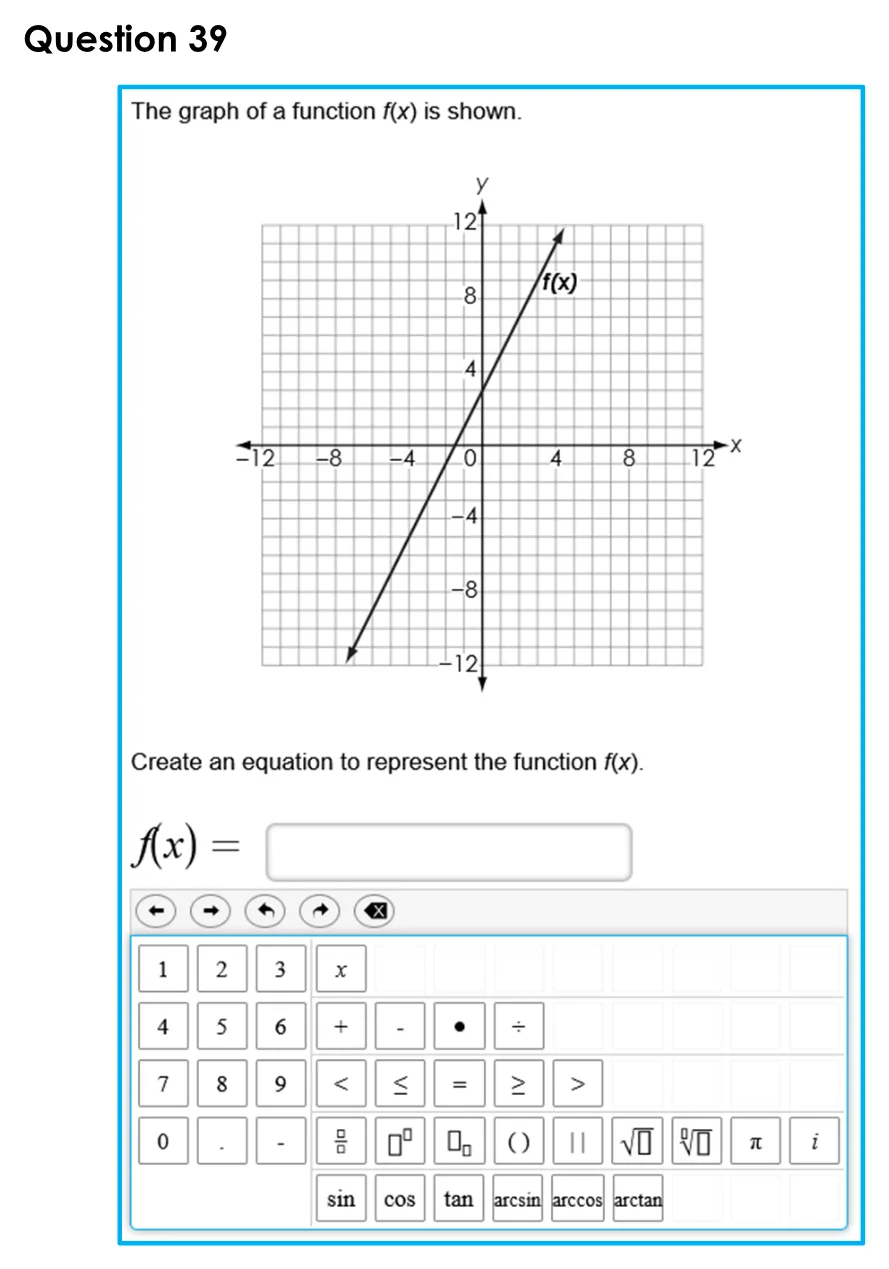 Question 39
The graph of a function f(x) is shown.
y
12
f(x)
8
4
−12 −8 −4 0 4 8 12 x
−4
−8
−12
Create an equation to represent the function f(x).
f(x) =
1 2 3 x
4 5 6 + - • ÷
7 8 9 < ≤ = ≥ >
0 . - □/□ □□ □□ ( ) | | √□ □√□ π i
sin cos tan arcsin arccos arctan